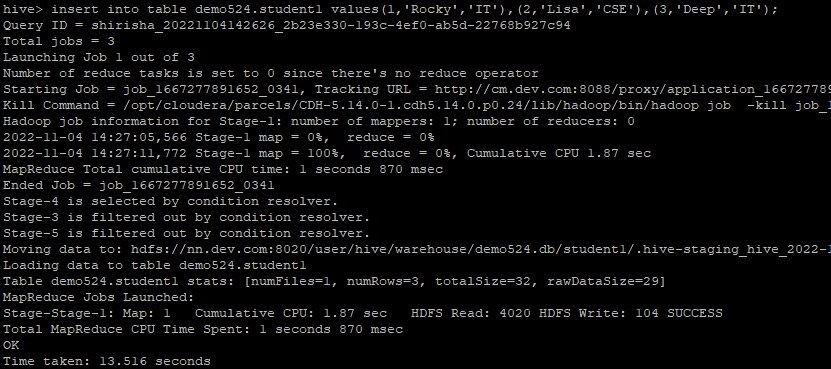 hive> insert into table demo524.student1 values(1,'Rocky','IT'),(2,'Lisa','CSE'),(3,'Deep','IT');
Query ID = shirisha_20221104142626_2b23e330-193c-4ef0-ab5d-22768b927c94
Total jobs = 3
Launching Job 1 out of 3
Number of reduce tasks is set to 0 since there's no reduce operator
Starting Job = job_1667277891652_0341, Tracking URL = http://cm.dev.com:8088/proxy/application_16672778
Kill Command = /opt/cloudera/parcels/CDH-5.14.0-1.cdh5.14.0.p0.24/lib/hadoop/bin/hadoop job  -kill job_1
Hadoop job information for Stage-1: number of mappers: 1; number of reducers: 0
2022-11-04 14:27:05,566 Stage-1 map = 0%,  reduce = 0%
2022-11-04 14:27:11,772 Stage-1 map = 100%,  reduce = 0%, Cumulative CPU 1.87 sec
MapReduce Total cumulative CPU time: 1 seconds 870 msec
Ended Job = job_1667277891652_0341
Stage-4 is selected by condition resolver.
Stage-3 is filtered out by condition resolver.
Stage-5 is filtered out by condition resolver.
Moving data to: hdfs://nn.dev.com:8020/user/hive/warehouse/demo524.db/student1/.hive-staging_hive_2022-1
Loading data to table demo524.student1
Table demo524.student1 stats: [numFiles=1, numRows=3, totalSize=32, rawDataSize=29]
MapReduce Jobs Launched:
Stage-Stage-1: Map: 1   Cumulative CPU: 1.87 sec   HDFS Read: 4020 HDFS Write: 104 SUCCESS
Total MapReduce CPU Time Spent: 1 seconds 870 msec
OK
Time taken: 13.516 seconds